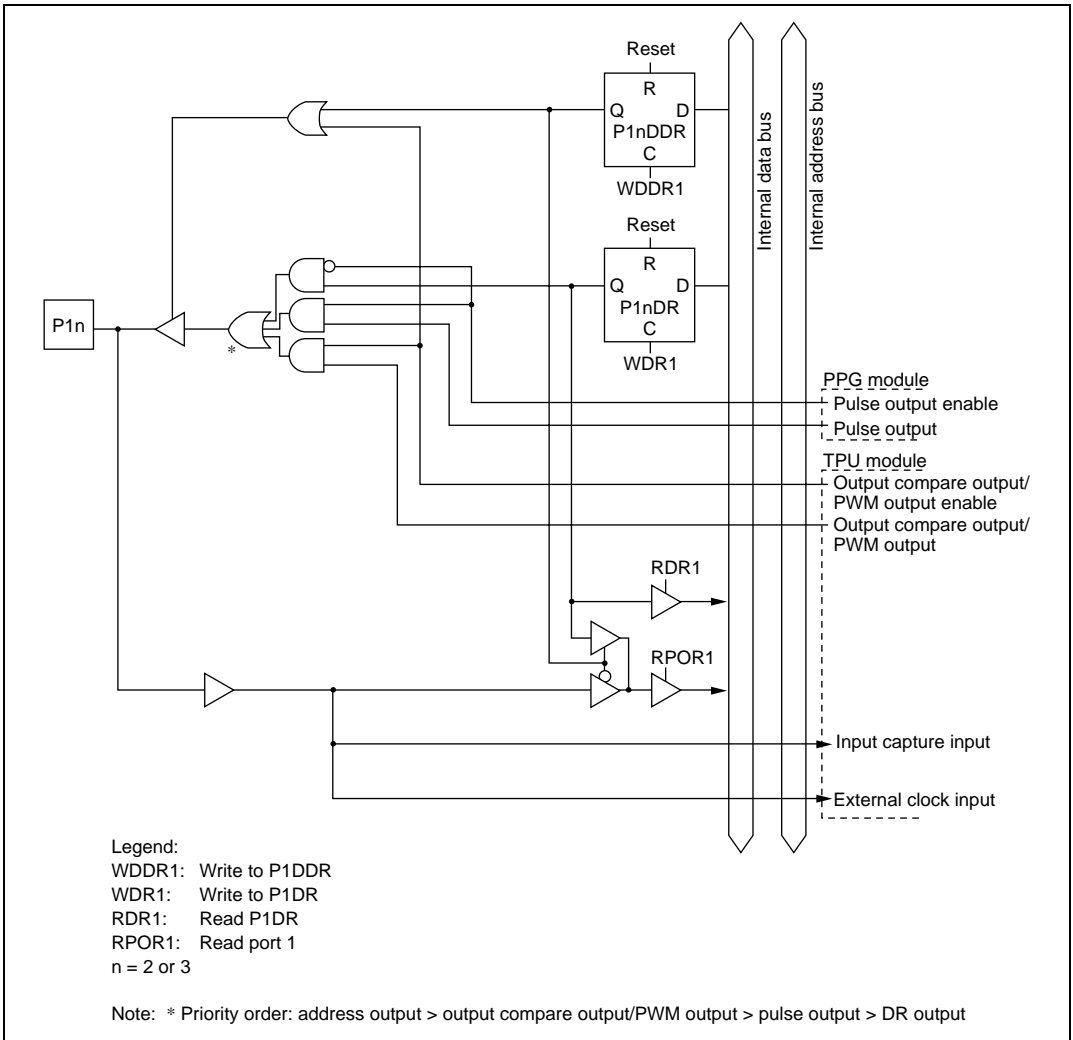 Reset
R
Q D
P1nDDR
C
WDDR1
Reset
R
Q D
P1nDR
C
WDR1
Internal data bus
Internal address bus
P1n
*
PPG module
Pulse output enable
Pulse output
TPU module
Output compare output/
PWM output enable
Output compare output/
PWM output
RDR1
RPOR1
Input capture input
External clock input
Legend:
WDDR1: Write to P1DDR
WDR1: Write to P1DR
RDR1: Read P1DR
RPOR1: Read port 1
n = 2 or 3
Note: * Priority order: address output > output compare output/PWM output > pulse output > DR output